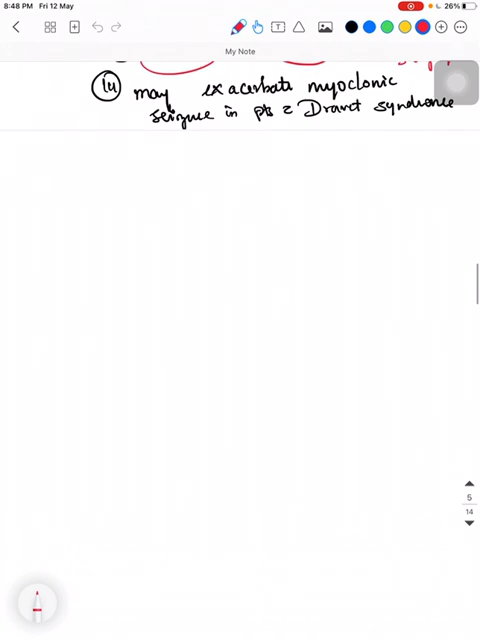 8:48 PM Fri 12 May
26%
My Note
14 may exacerbate myoclonic
seizure in pts c Dravet syndrome
5
14